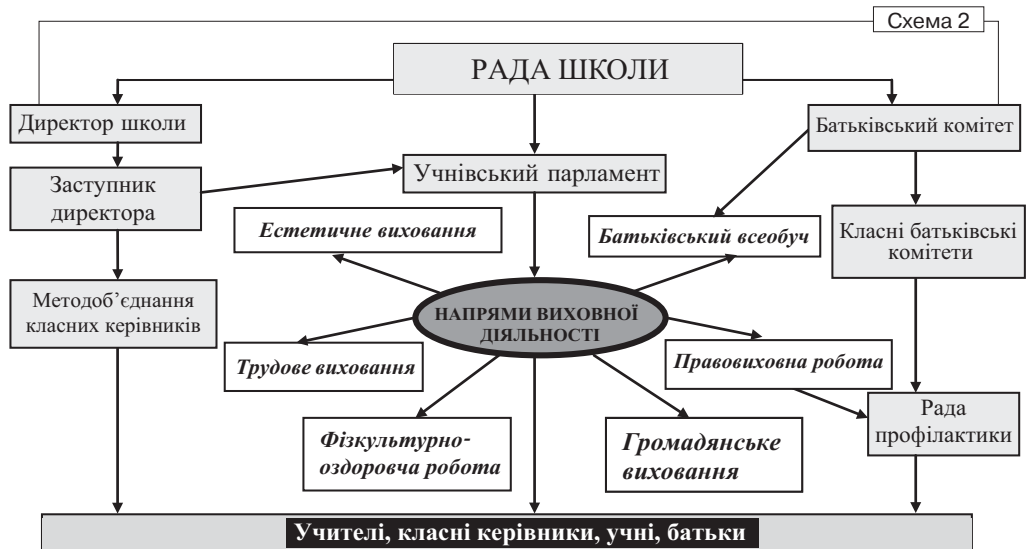 Схема 2
РАДА ШКОЛИ
Директор школи
Батьківський комітет
Заступник
директора
Учнівський парламент
Естетичне виховання
Батьківський всеобуч
Класні батьківські
комітети
Методоб’єднання
класних керівників
НАПРЯМИ ВИХОВНОЇ
ДІЯЛЬНОСТІ
Трудове виховання
Правовиховна робота
Фізкультурно-
оздоровча робота
Громадянське
виховання
Рада
профілактики
Учителі, класні керівники, учні, батьки